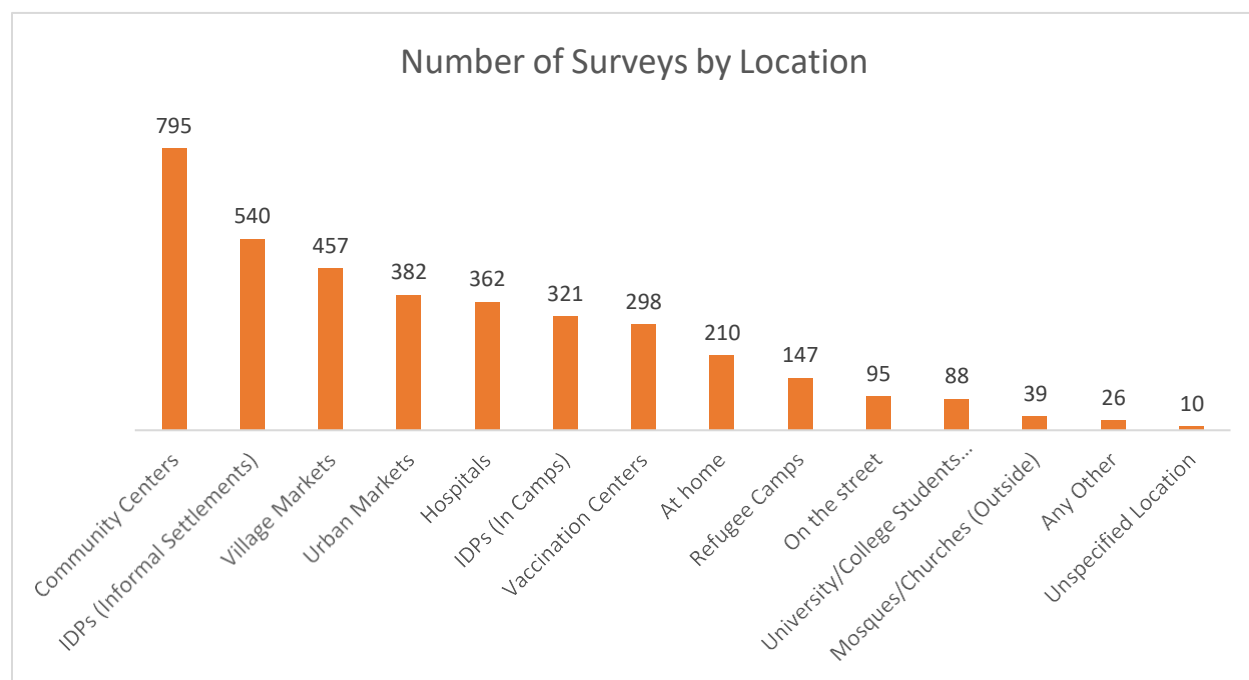 Number of Surveys by Location
795
540
457
382
362
321
298
210
147
95
88
39
26
10
Community Centers
IDPs (Informal Settlements)
Village Markets
Urban Markets
Hospitals
IDPs (In Camps)
Vaccination Centers
At home
Refugee Camps
On the street
University/College Students...
Mosques/Churches (Outside)
Any Other
Unspecified Location